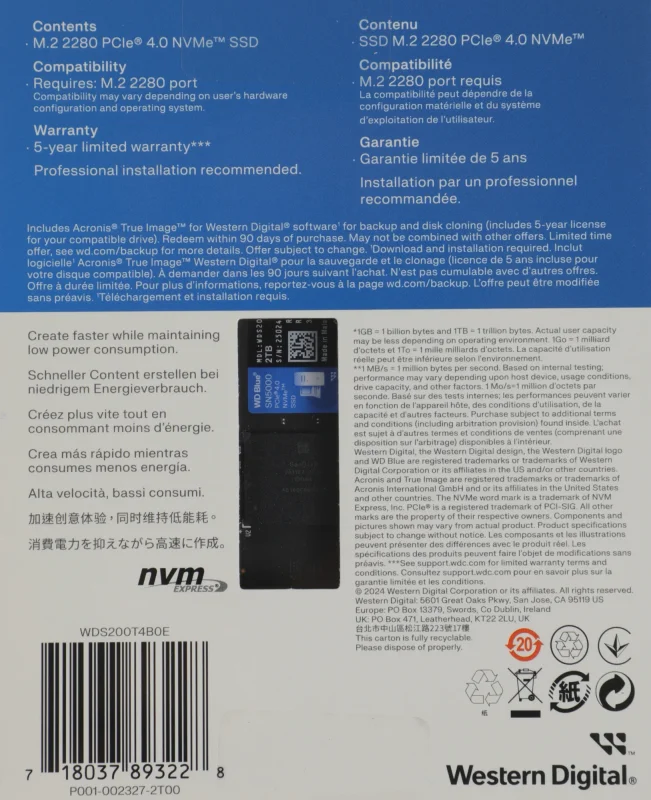 Contents
· M.2 2280 PCIe® 4.0 NVMe™ SSD
Compatibility
· Requires: M.2 2280 port
Compatibility may vary depending on user's hardware
configuration and operating system.
Warranty
· 5-year limited warranty***
Professional installation recommended.
Contenu
· SSD M.2 2280 PCIe® 4.0 NVMe™
Compatibilité
· M.2 2280 port requis
La compatibilité peut dépendre de la
configuration matérielle et du système
d'exploitation de l'utilisateur.
Garantie
· Garantie limitée de 5 ans
Installation par un professionnel
recommandée.
Includes Acronis® True Image™ for Western Digital® software¹ for backup and disk cloning (includes 5-year license
for your compatible drive). Redeem within 90 days of purchase. May not be combined with other offers. Limited time
offer, see wd.com/backup for more details. Offer subject to change. ¹Download and installation required. Inclut
logicielle¹ Acronis® True Image™ Western Digital® pour la sauvegarde et le clonage (licence de 5 ans incluse pour
votre disque compatible). À demander dans les 90 jours suivant l'achat. N'est pas cumulable avec d'autres offres.
Offre à durée limitée. Pour plus d'informations, reportez-vous à la page wd.com/backup. L'offre peut être modifiée
sans préavis. ¹Téléchargement et installation requis.
Create faster while maintaining
low power consumption.
Schneller Content erstellen bei
niedrigem Energieverbrauch.
Créez plus vite tout en
consommant moins d'énergie.
Crea más rápido mientras
consumes menos energía.
Alta velocità, bassi consumi.
加速创意体验，同时维持低能耗。
消費電力を抑えながら高速に作成。
nvm
EXPRESS®
MDL:WDS20
2TB
S/N:23024
WD Blue®
SN5000
PCIe® 4.0
NVMe™
SSD
*1GB = 1 billion bytes and 1TB = 1 trillion bytes. Actual user capacity
may be less depending on operating environment. 1Go = 1 milliard
d'octets et 1To = 1 mille milliards d'octets. La capacité d'utilisation
réelle peut être inférieure selon l'environnement.
**1 MB/s = 1 million bytes per second. Based on internal testing;
performance may vary depending upon host device, usage conditions,
drive capacity, and other factors. 1 Mo/s=1 million d'octets par
seconde. Basé sur des tests internes; les performances peuvent varier
en fonction de l'appareil hôte, des conditions d'utilisation, de la
capacité et d'autres facteurs. Purchase subject to additional terms
and conditions (including arbitration provision) found inside. L'achat
est sujet à d'autres termes et conditions de ventes (comprenant une
disposition sur l'arbitrage) disponibles à l'intérieur.
Western Digital, the Western Digital design, the Western Digital logo
and WD Blue are registered trademarks or trademarks of Western
Digital Corporation or its affiliates in the US and/or other countries.
Acronis and True Image are registered trademarks or trademarks of
Acronis International GmbH and or its affiliates in the United States
and other countries. The NVMe word mark is a trademark of NVM
Express, Inc. PCIe® is a registered trademark of PCI-SIG. All other
marks are the property of their respective owners. Components and
pictures shown may vary from actual product. Product specifications
subject to change without notice. Les composants et les illustrations
peuvent présenter des différences avec le produit réel. Les
spécifications des produits peuvent faire l'objet de modifications sans
préavis. ***See support.wdc.com for limited warranty terms and
conditions. Consultez support.wdc.com pour en savoir plus sur la
garantie limitée et les conditions.
© 2024 Western Digital Corporation or its affiliates. All rights reserved.
Western Digital: 5601 Great Oaks Pkwy, San Jose, CA 95119 US
Europe: PO Box 13379, Swords, Co Dublin, Ireland
UK: PO Box 471, Leatherhead, KT22 2LU, UK
台北市中山區松江路223號17樓
This carton is fully recyclable.
Please dispose of properly.
20
紙
紙
WDS200T4B0E
7 18037 89322 8
P001-002327-2T00
Western Digital®